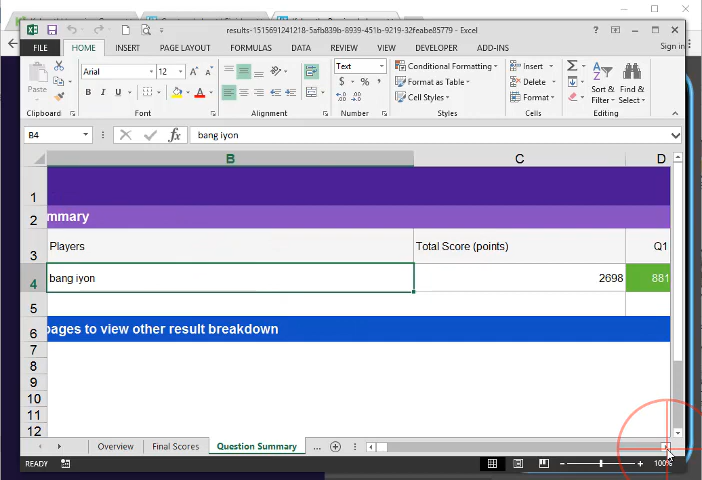 results-1515691241218-5afb839b-8939-451b-9219-32feabe85779 - Excel
Sign in
FILE HOME INSERT PAGE LAYOUT FORMULAS DATA REVIEW VIEW DEVELOPER ADD-INS
Paste
Arial 12
Text
Conditional Formatting
Format as Table
Cell Styles
Insert
Delete
Format
Sort & Filter
Find & Select
Clipboard Font Alignment Number Styles Cells Editing
B4 bang iyon
B C D
1
2 mmary
3 Players Total Score (points) Q1
4 bang iyon 2698 881
5
6 pages to view other result breakdown
7
8
9
10
11
12
Overview Final Scores Question Summary ...
READY 100%